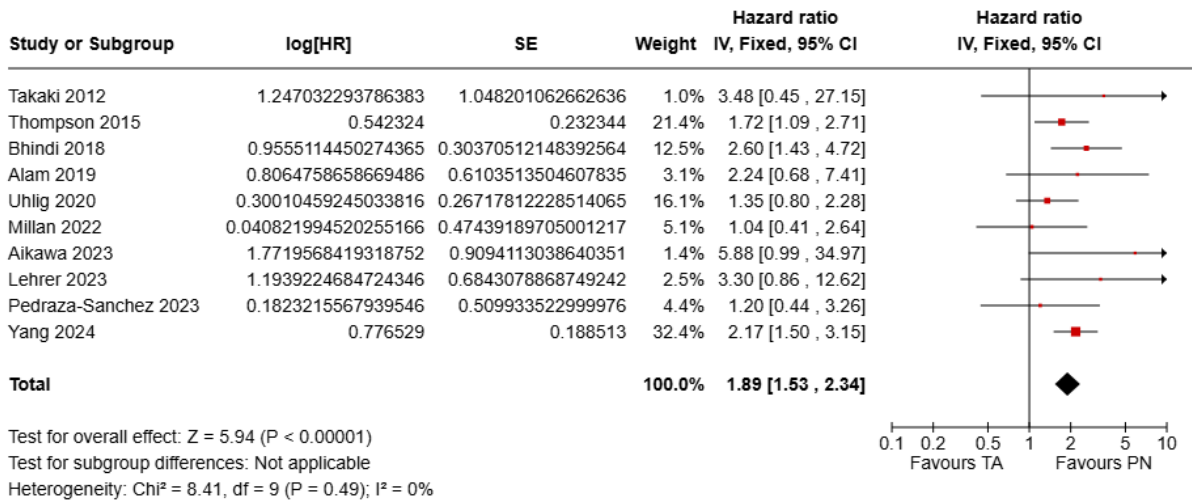 Hazard ratio Hazard ratio
Study or Subgroup log[HR] SE Weight IV, Fixed, 95% CI IV, Fixed, 95% CI
Takaki 2012 1.247032293786383 1.048201062662636 1.0% 3.48 [0.45 , 27.15]
Thompson 2015 0.542324 0.232344 21.4% 1.72 [1.09 , 2.71]
Bhindi 2018 0.95551144502743​65 0.30370512148392564 12.5% 2.60 [1.43 , 4.72]
Alam 2019 0.8064758658669486 0.6103513504607835 3.1% 2.24 [0.68 , 7.41]
Uhlig 2020 0.300104592450338​16 0.26717812228514065 16.1% 1.35 [0.80 , 2.28]
Millan 2022 0.040821994520255166 0.47439189705001217 5.1% 1.04 [0.41 , 2.64]
Aikawa 2023 1.7719568419318752 0.9094113038640351 1.4% 5.88 [0.99 , 34.97]
Lehrer 2023 1.19392246847​24346 0.6843078868749242 2.5% 3.30 [0.86 , 12.62]
Pedraza-Sanchez 2023 0.1823215567939546 0.509933522999976 4.4% 1.20 [0.44 , 3.26]
Yang 2024 0.776529 0.188513 32.4% 2.17 [1.50 , 3.15]
Total 100.0% 1.89 [1.53 , 2.34]
Test for overall effect: Z = 5.94 (P < 0.00001)
Test for subgroup differences: Not applicable
Heterogeneity: Chi² = 8.41, df = 9 (P = 0.49); I² = 0%
0.1 0.2 0.5 1 2 5 10
Favours TA Favours PN